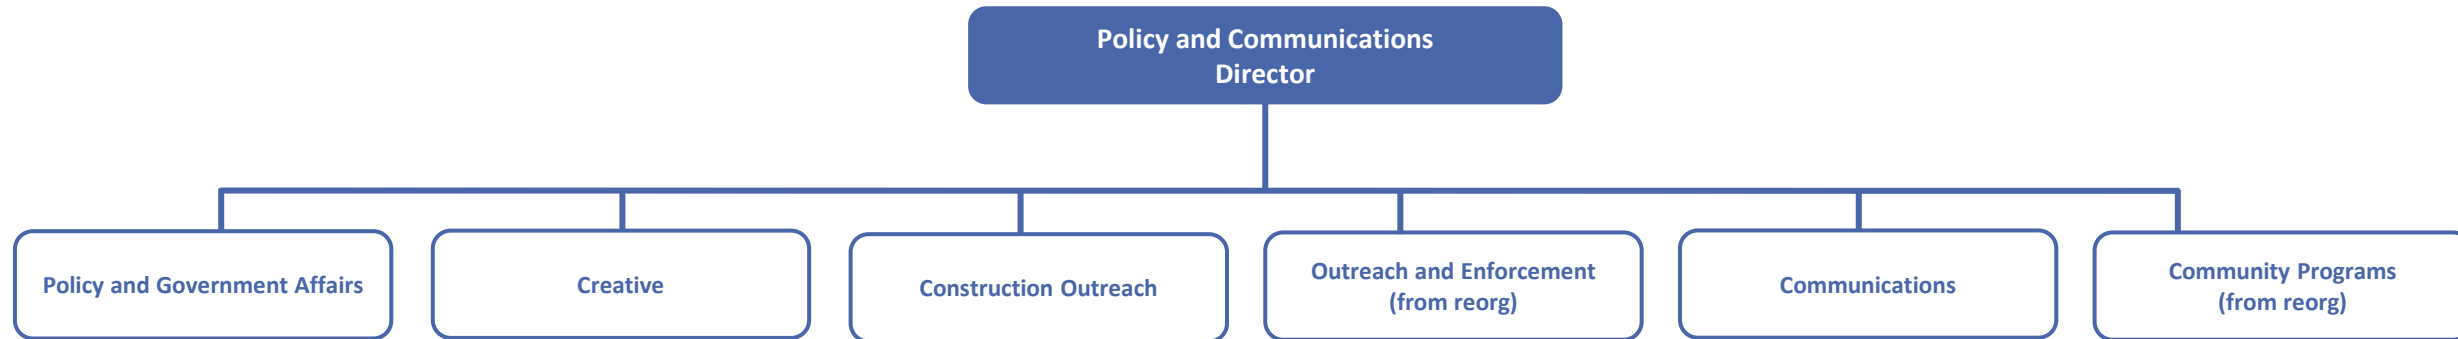 Policy and Communications
Director
Policy and Government Affairs
Creative
Construction Outreach
Outreach and Enforcement
(from reorg)
Communications
Community Programs
(from reorg)